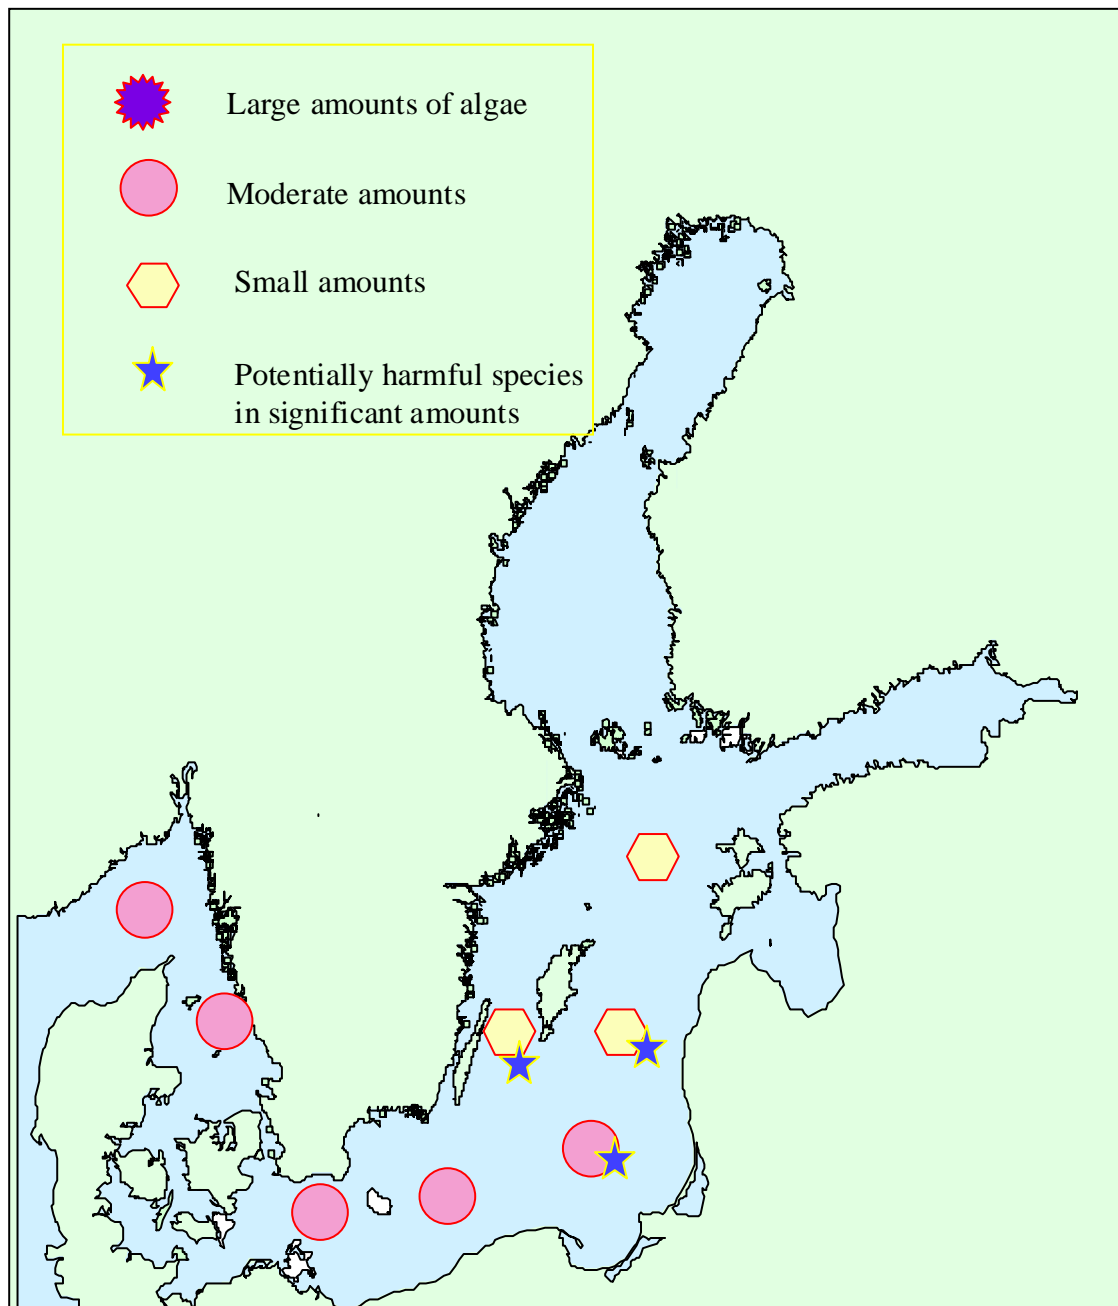 Large amounts of algae
Moderate amounts
Small amounts
Potentially harmful species
in significant amounts